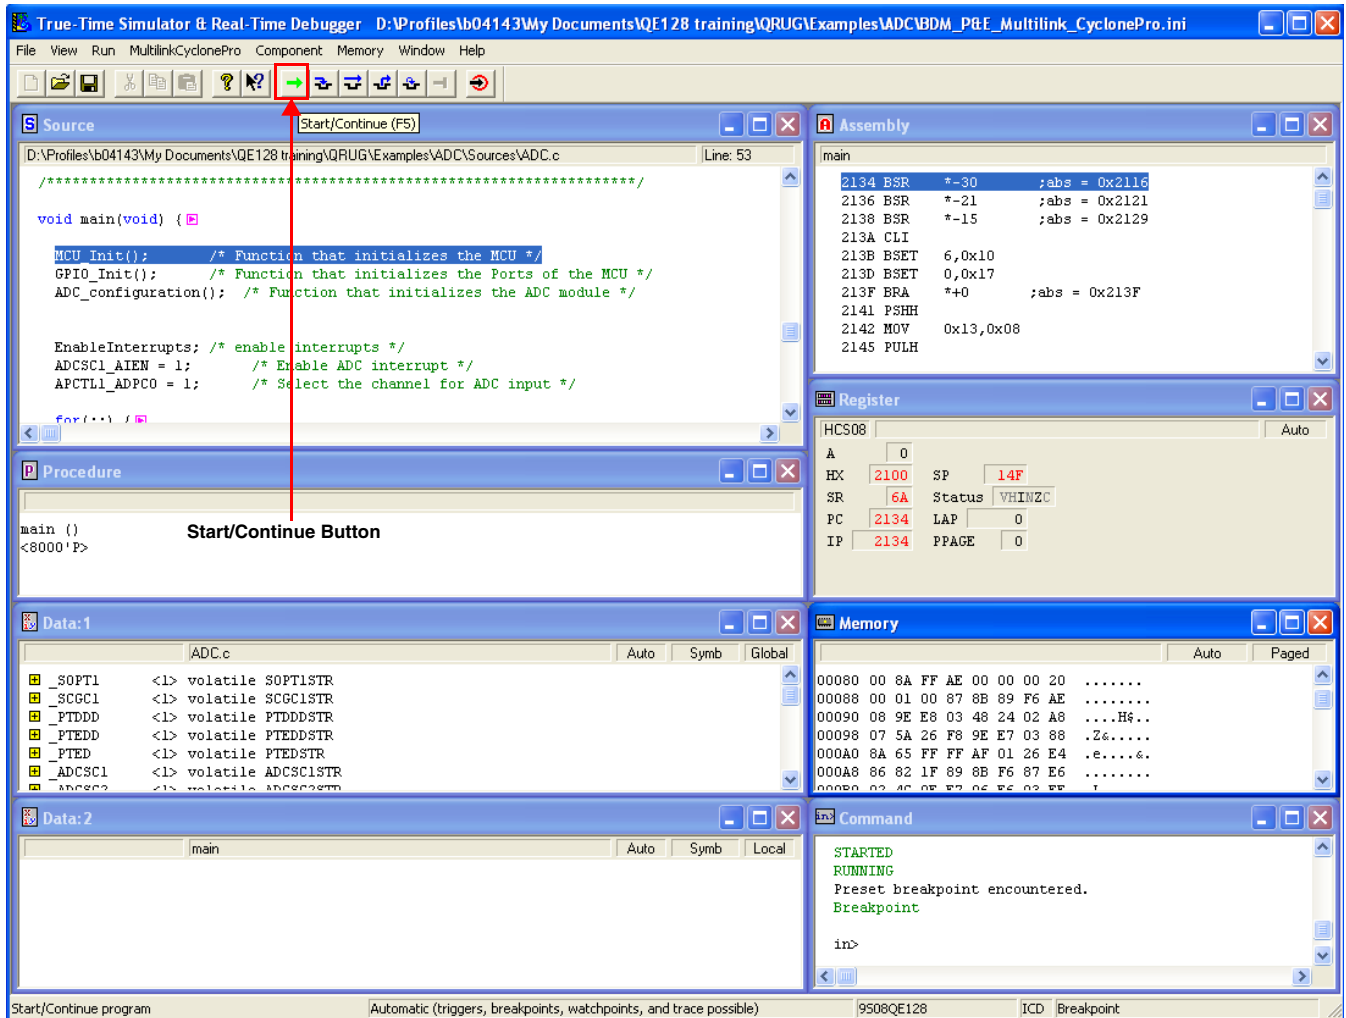 True-Time Simulator & Real-Time Debugger D:\Profiles\b04143\My Documents\QE128 training\QRUG\Examples\ADC\BDM_P&E_Multilink_CyclonePro.ini
File View Run MultilinkCyclonePro Component Memory Window Help
Source
Start/Continue (F5)
D:\Profiles\b04143\My Documents\QE128 training\QRUG\Examples\ADC\Sources\ADC.c Line: 53
/***********************************************************************/
void main(void) {
MCU_Init(); /* Function that initializes the MCU */
GPIO_Init(); /* Function that initializes the Ports of the MCU */
ADC_configuration(); /* Function that initializes the ADC module */
EnableInterrupts; /* enable interrupts */
ADCSC1_AIEN = 1; /* Enable ADC interrupt */
APCTL1_ADPC0 = 1; /* Select the channel for ADC input */
for(;;) {
Assembly
main
2134 BSR *-30 ;abs = 0x2116
2136 BSR *-21 ;abs = 0x2121
2138 BSR *-15 ;abs = 0x2129
213A CLI
213B BSET 6,0x10
213D BSET 0,0x17
213F BRA *+0 ;abs = 0x213F
2141 PSHH
2142 MOV 0x13,0x08
2145 PULH
Register
HCS08 Auto
A 0
HX 2100 SP 14F
SR 6A Status VHINZC
PC 2134 LAP 0
IP 2134 PPAGE 0
Procedure
main ()
<8000'P>
Start/Continue Button
Data:1
ADC.c Auto Symb Global
_SOPT1 <1> volatile SOPT1STR
_SCGC1 <1> volatile SCGC1STR
_PTDDD <1> volatile PTDDDSTR
_PTEDD <1> volatile PTEDDSTR
_PTED <1> volatile PTEDSTR
_ADCSC1 <1> volatile ADCSC1STR
_ADCSC2 <1> volatile ADCSC2STR
Memory
Auto Paged
00080 00 8A FF AE 00 00 00 20 .......
00088 00 01 00 87 8B 89 F6 AE ........
00090 08 9E E8 03 48 24 02 A8 ....H$..
00098 07 5A 26 F8 9E E7 03 88 .Z&.....
000A0 8A 65 FF FF AF 01 26 E4 .e....&.
000A8 86 82 1F 89 8B F6 87 E6 ........
Data:2
main Auto Symb Local
Command
STARTED
RUNNING
Preset breakpoint encountered.
Breakpoint
in>
Start/Continue program Automatic (triggers, breakpoints, watchpoints, and trace possible) 9S08QE128 ICD Breakpoint